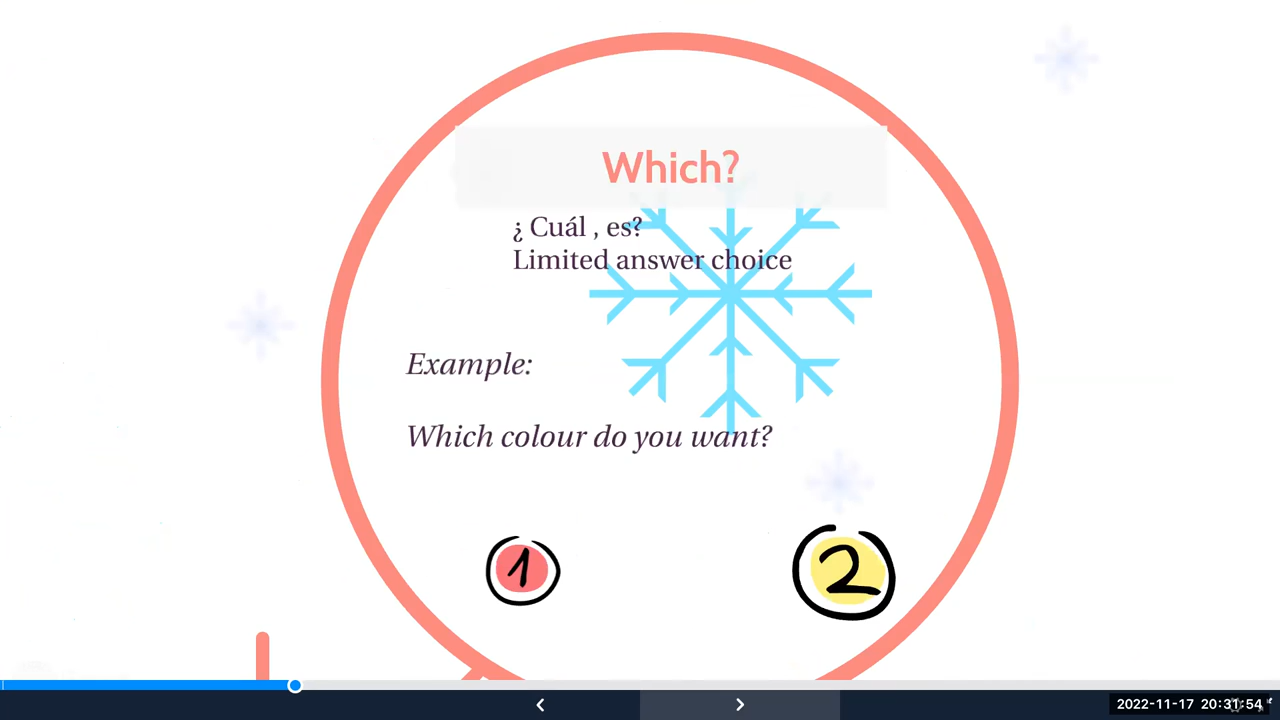 Which?
¿ Cuál , es?
Limited answer choice
Example:
Which colour do you want?
1
2
2022-11-17 20:31:54